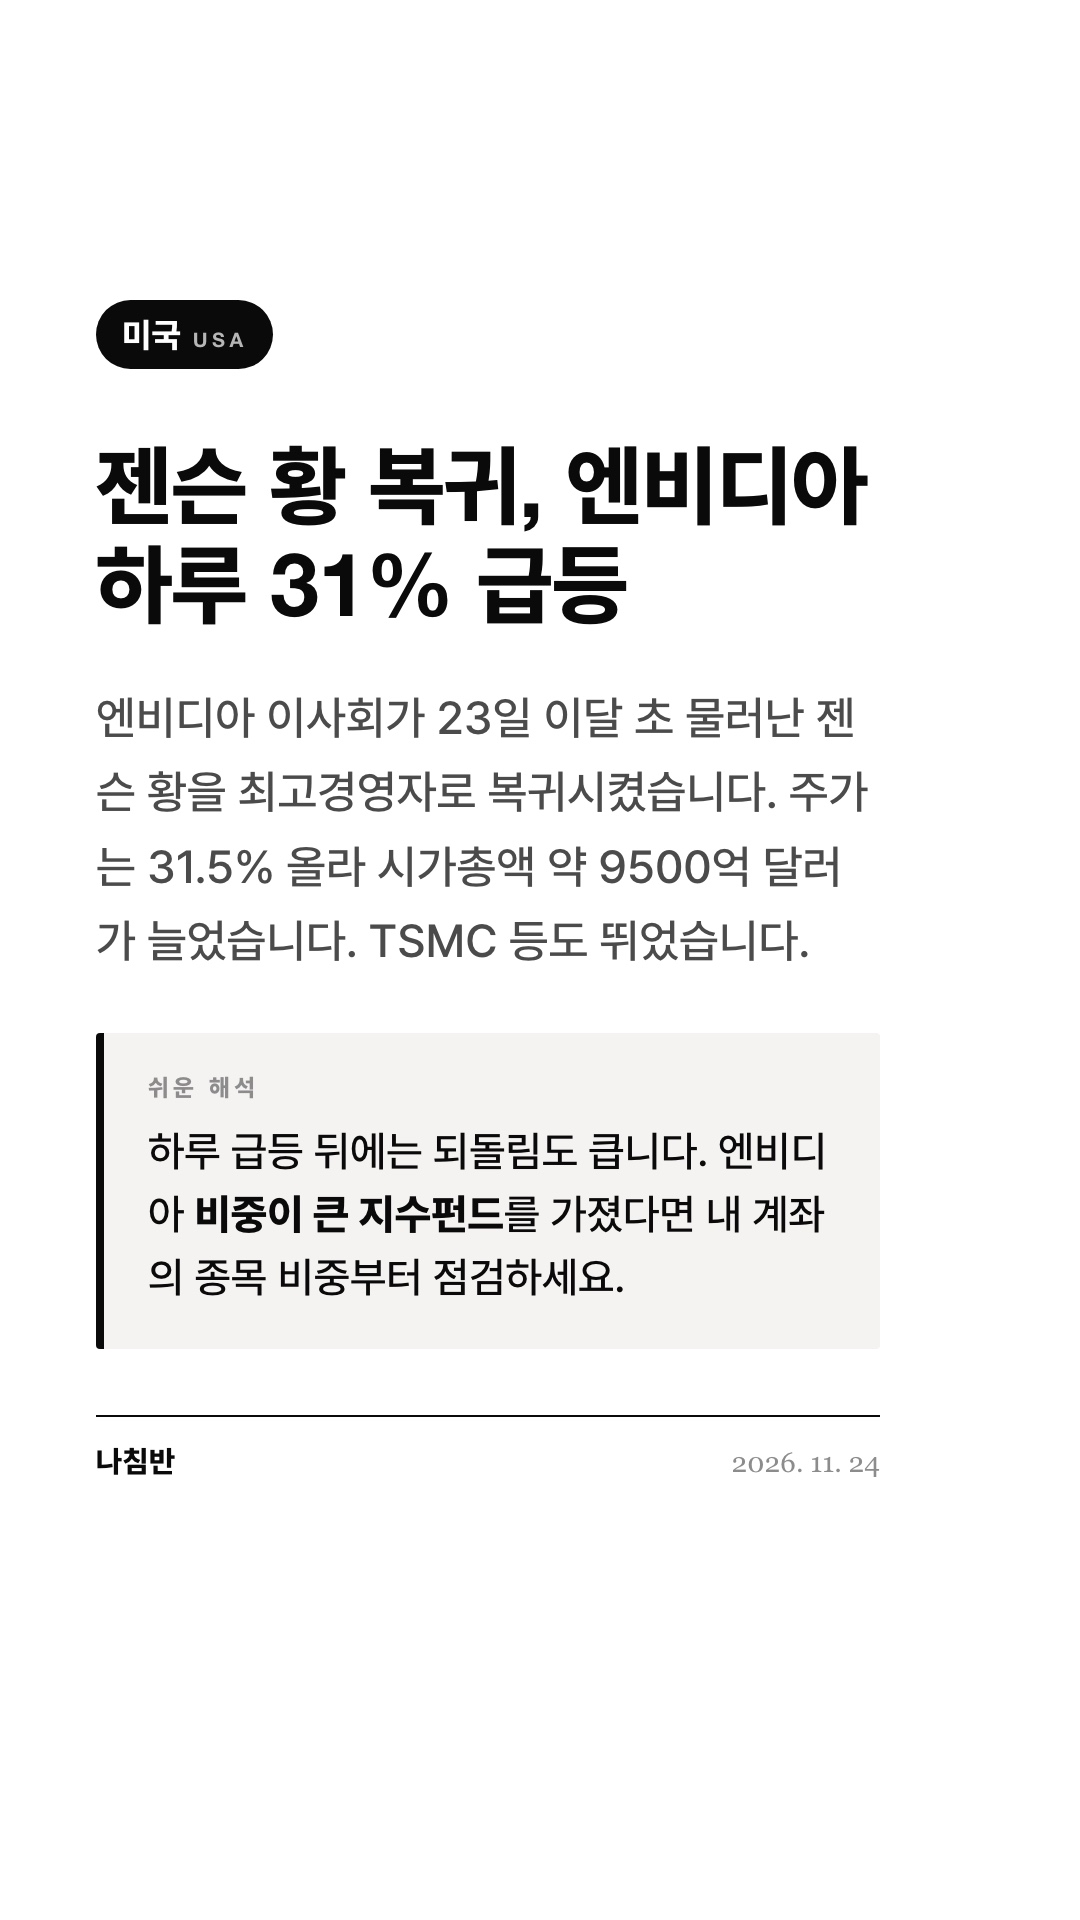 미국 USA
젠슨 황 복귀, 엔비디아
하루 31% 급등
엔비디아 이사회가 23일 이달 초 물러난 젠
슨 황을 최고경영자로 복귀시켰습니다. 주가
는 31.5% 올라 시가총액 약 9500억 달러
가 늘었습니다. TSMC 등도 뛰었습니다.
쉬운 해석
하루 급등 뒤에는 되돌림도 큽니다. 엔비디
아 비중이 큰 지수펀드를 가졌다면 내 계좌
의 종목 비중부터 점검하세요.
나침반
2026. 11. 24